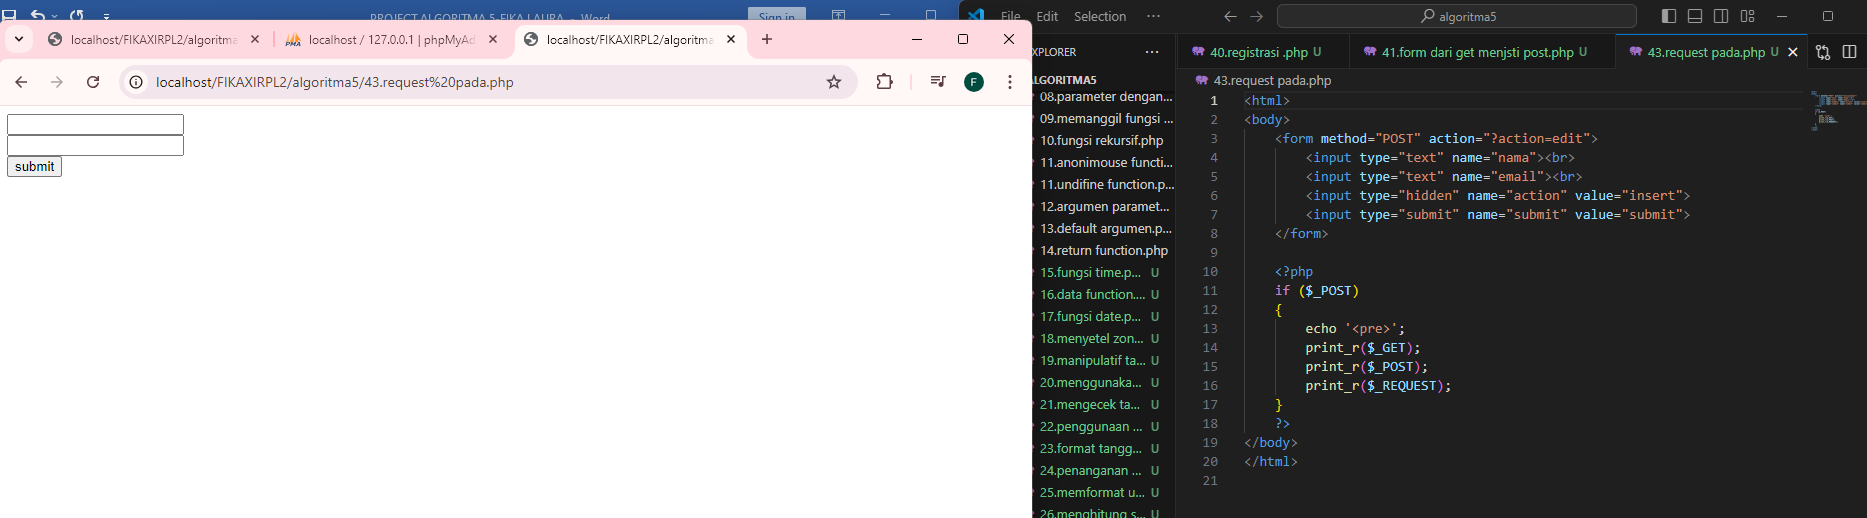 PROJECT ALGORITMA 5-FIKA LAURA - Word
Sign in
localhost/FIKAXIRPL2/algoritma
localhost / 127.0.0.1 | phpMyAd
localhost/FIKAXIRPL2/algoritma
localhost/FIKAXIRPL2/algoritma5/43.request%20pada.php
F
submit
File Edit Selection ···
algoritma5
EXPLORER
ALGORITMA5
08.parameter dengan...
09.memanggil fungsi ...
10.fungsi rekursif.php
11.anonimouse functi...
11.undifine function.p...
12.argumen paramet...
13.default argumen.p...
14.return function.php
15.fungsi time.p... U
16.data function.... U
17.fungsi date.p... U
18.menyetel zon... U
19.manipulatif ta... U
20.menggunaka... U
21.mengecek ta... U
22.penggunaan ... U
23.format tangg... U
24.penanganan ... U
25.memformat u... U
26.menghitung s... U
40.registrasi .php U
41.form dari get menjsti post.php U
43.request pada.php U
43.request pada.php
1 <html>
2 <body>
3 <form method="POST" action="?action=edit">
4 <input type="text" name="nama"><br>
5 <input type="text" name="email"><br>
6 <input type="hidden" name="action" value="insert">
7 <input type="submit" name="submit" value="submit">
8 </form>
9
10 <?php
11 if ($_POST)
12 {
13 echo '<pre>';
14 print_r($_GET);
15 print_r($_POST);
16 print_r($_REQUEST);
17 }
18 ?>
19 </body>
20 </html>
21